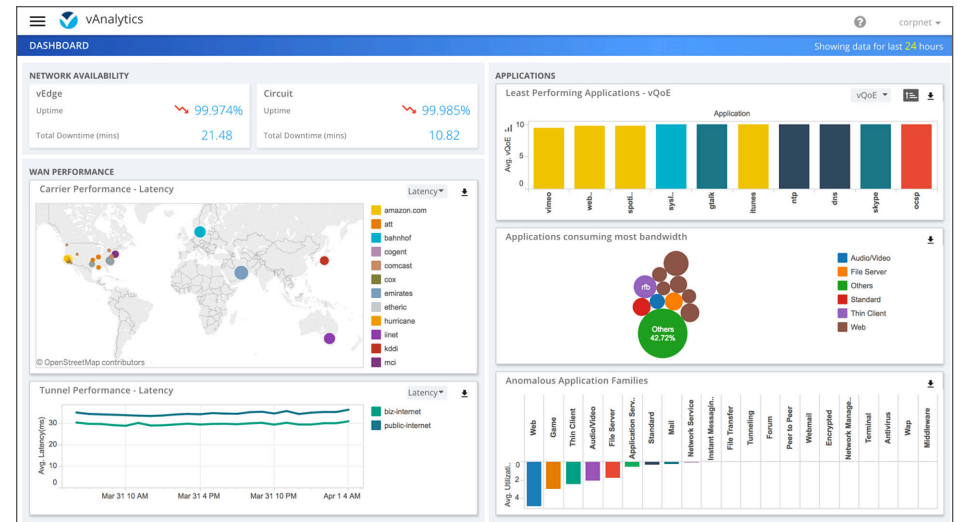 vAnalytics
corpnet
DASHBOARD
Showing data for last 24 hours
NETWORK AVAILABILITY
vEdge
Uptime
99.974%
Total Downtime (mins)
21.48
Circuit
Uptime
99.985%
Total Downtime (mins)
10.82
WAN PERFORMANCE
Carrier Performance - Latency
Latency
amazon.com
att
bahnhof
cogent
comcast
cox
emirates
etheric
hurricane
iinet
kddi
mci
© OpenStreetMap contributors
Tunnel Performance - Latency
Latency
biz-internet
public-internet
Avg. Latency(ms)
30
20
10
0
Mar 31 10 AM
Mar 31 4 PM
Mar 31 10 PM
Apr 1 4 AM
APPLICATIONS
Least Performing Applications - vQoE
vQoE
Application
Avg. vQoE
10
5
0
vimeo
web..
spoti..
sysl..
gtalk
itunes
ntp
dns
skype
ocsp
Applications consuming most bandwidth
rfb
Others
42.72%
Audio/Video
File Server
Others
Standard
Thin Client
Web
Anomalous Application Families
Web
Game
Thin Client
Audio/Video
File Server
Application Serv..
Standard
Mail
Network Service
Instant Messagin..
File Transfer
Tunneling
Forum
Peer to Peer
Webmail
Encrypted
Network Manage..
Terminal
Antivirus
Wap
Middleware
Avg. Utilizati..
0
2
4